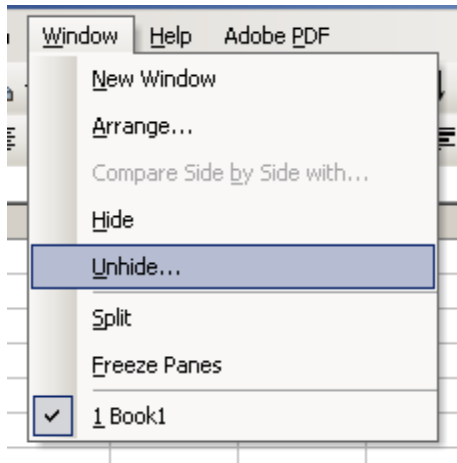 Window Help Adobe PDF
New Window
Arrange...
Compare Side by Side with...
Hide
Unhide...
Split
Freeze Panes
1 Book1